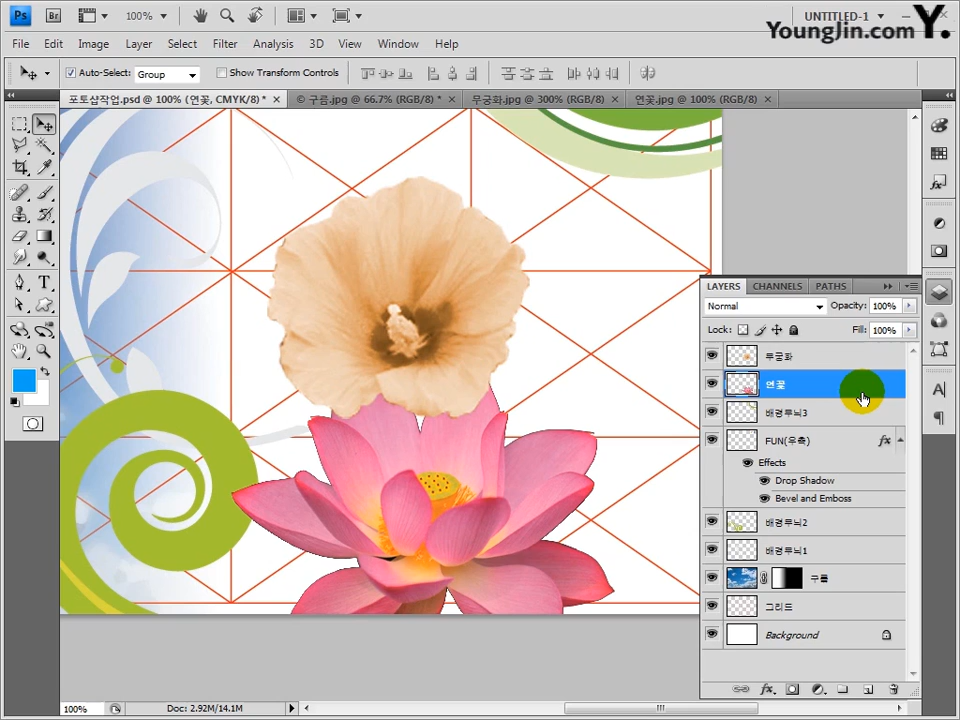 Ps Br 100% UNTITLED-1
YoungJin.com Y.
File Edit Image Layer Select Filter Analysis 3D View Window Help
Auto-Select: Group Show Transform Controls
포토샵작업.psd @ 100% (연꽃, CMYK/8) * × © 구름.jpg @ 66.7% (RGB/8) * × 무궁화.jpg @ 300% (RGB/8) × 연꽃.jpg @ 100% (RGB/8) ×
LAYERS CHANNELS PATHS
Normal Opacity: 100%
Lock: Fill: 100%
무궁화
연꽃
배경무늬3
FUN(우측) fx
Effects
Drop Shadow
Bevel and Emboss
배경무늬2
배경무늬1
구름
그리드
Background
100% Doc: 2.92M/14.1M